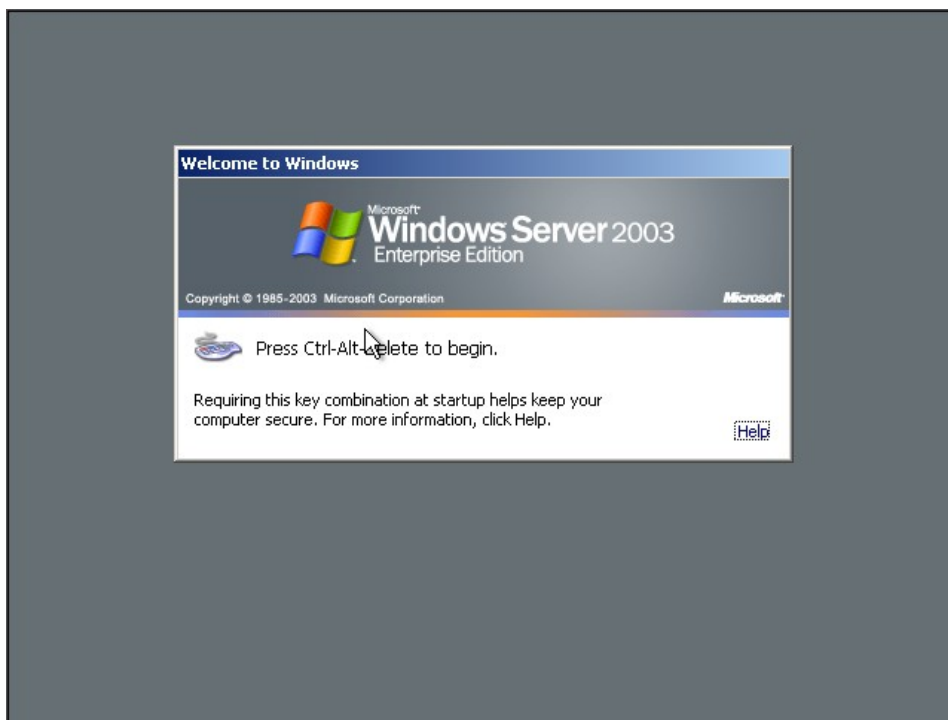 Welcome to Windows
Microsoft
Windows Server 2003
Enterprise Edition
Copyright © 1985-2003 Microsoft Corporation
Microsoft
Press Ctrl-Alt-Delete to begin.
Requiring this key combination at startup helps keep your
computer secure. For more information, click Help.
Help